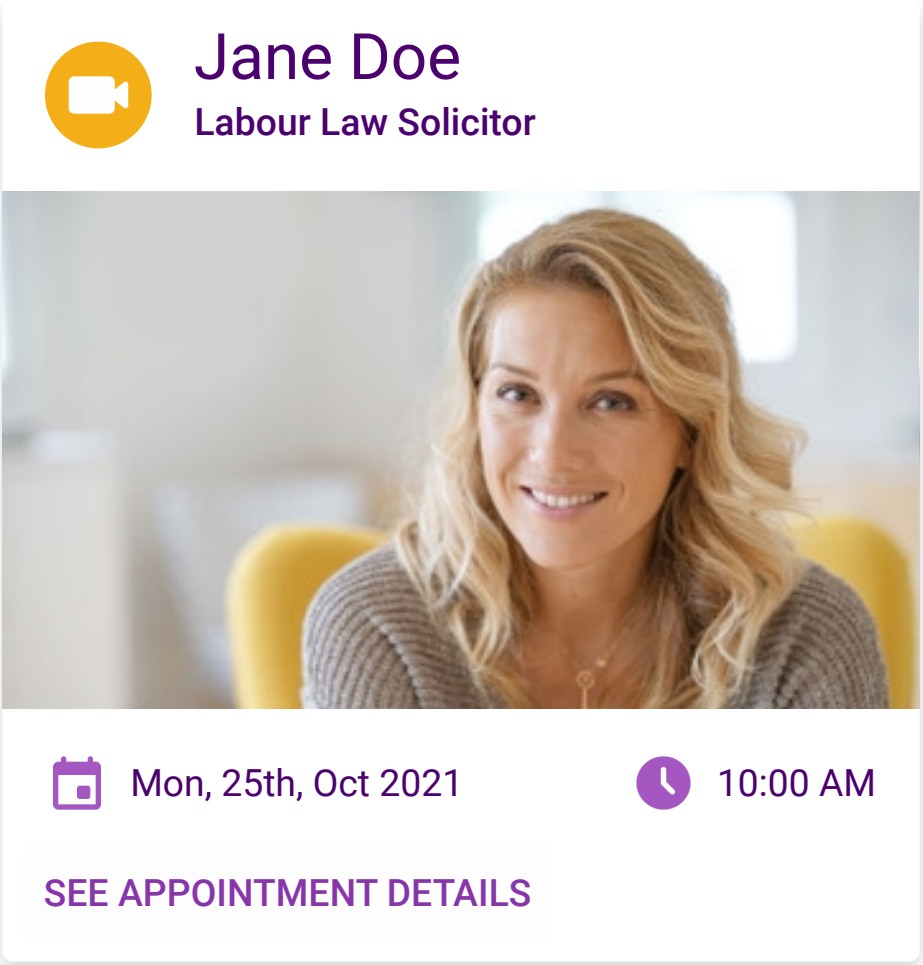 Jane Doe
Labour Law Solicitor
Mon, 25th, Oct 2021
10:00 AM
SEE APPOINTMENT DETAILS